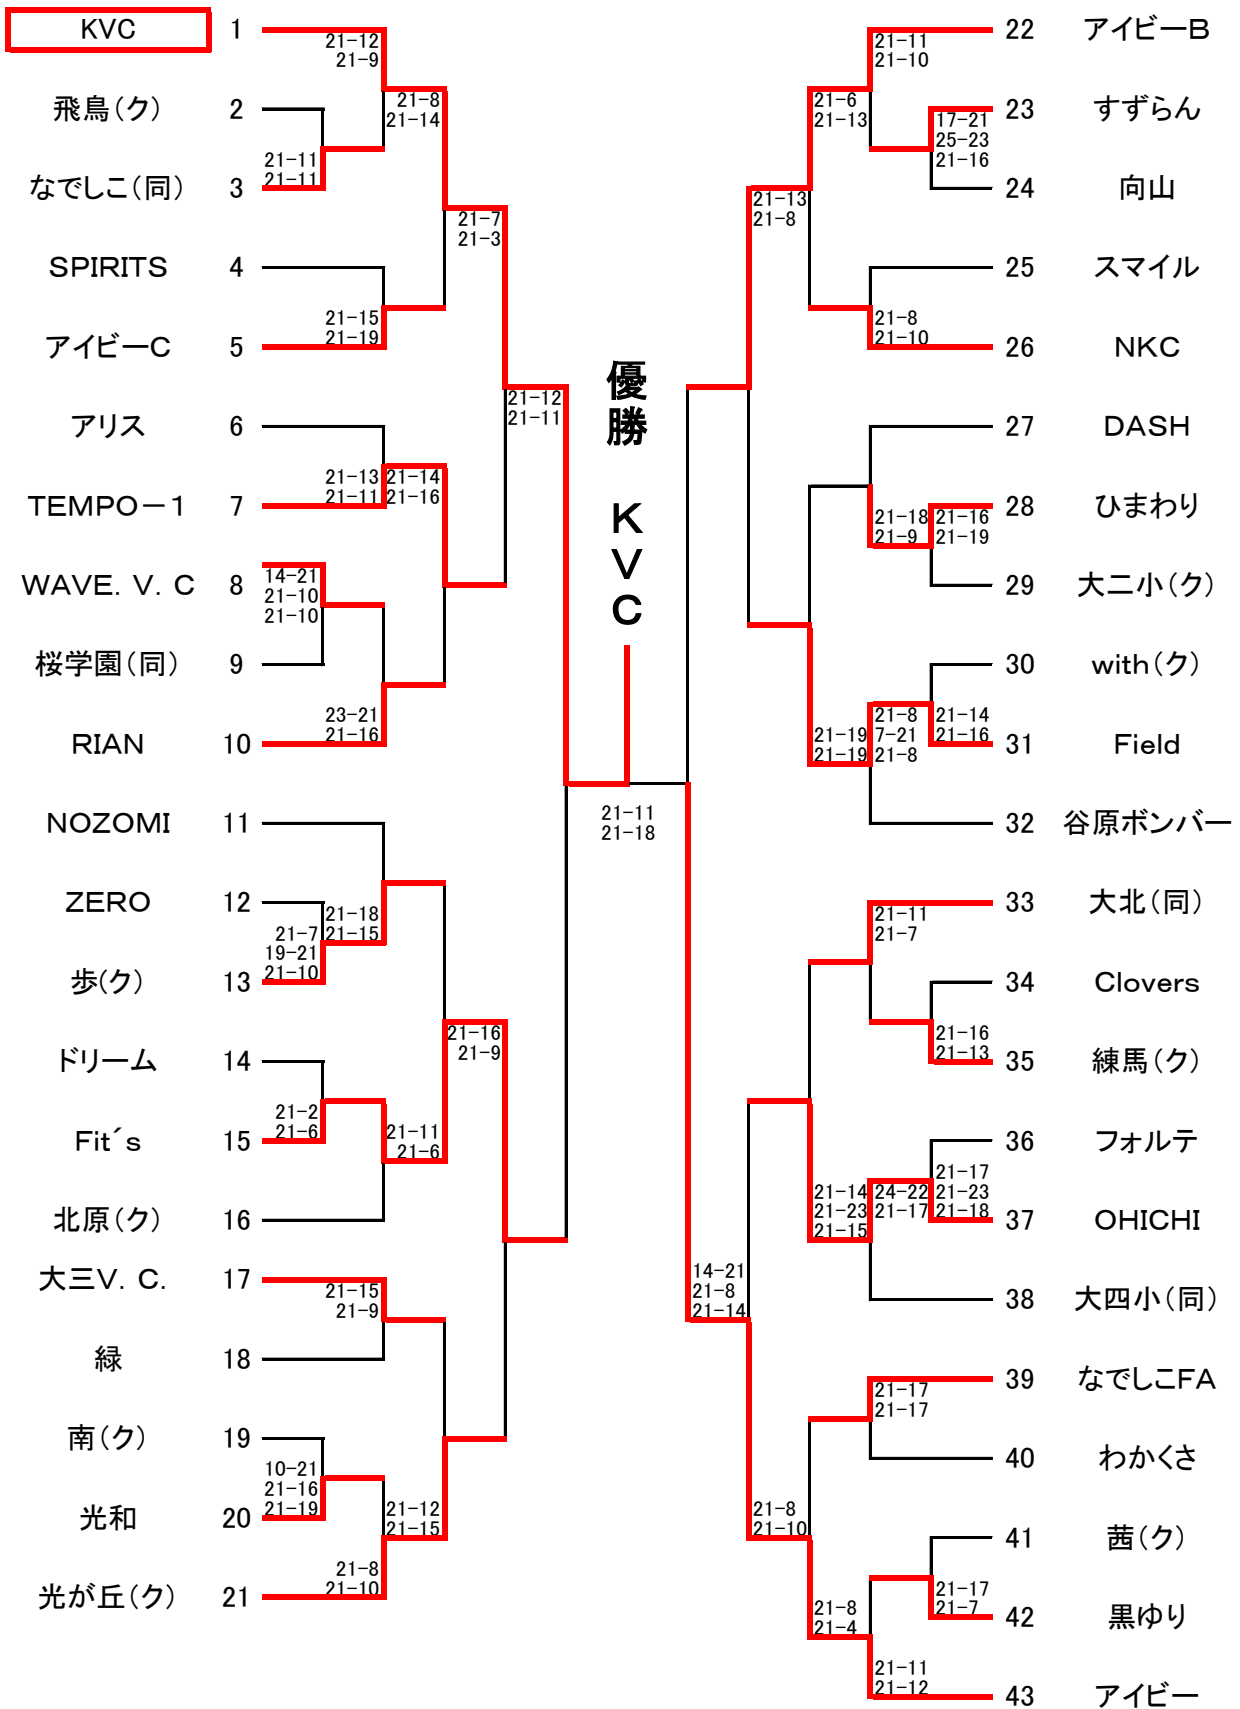 KVC 1
21-12
21-9
飛鳥(ク) 2
21-8
21-14
なでしこ(同) 3
21-11
21-11
21-7
21-3
SPIRITS 4
アイビーC 5
21-15
21-19
21-12
21-11
アリス 6
TEMPO－1 7
21-13
21-11
21-14
21-16
WAVE. V. C 8
14-21
21-10
21-10
桜学園(同) 9
RIAN 10
23-21
21-16
NOZOMI 11
ZERO 12
21-18
21-15
歩(ク) 13
21-7
19-21
21-10
21-16
21-9
ドリーム 14
Fit´s 15
21-2
21-6
21-11
21-6
北原(ク) 16
大三V. C. 17
21-15
21-9
緑 18
南(ク) 19
光和 20
10-21
21-16
21-19
21-12
21-15
光が丘(ク) 21
21-8
21-10
優勝 KVC
21-11
21-18
22 アイビーB
21-11
21-10
21-6
21-13
23 すずらん
17-21
25-23
21-16
24 向山
21-13
21-8
25 スマイル
26 NKC
21-8
21-10
27 DASH
28 ひまわり
21-18
21-9
21-16
21-19
29 大二小(ク)
30 with(ク)
31 Field
21-14
21-16
21-8
7-21
21-8
21-19
21-19
32 谷原ボンバー
33 大北(同)
21-11
21-7
34 Clovers
35 練馬(ク)
21-16
21-13
36 フォルテ
37 OHICHI
21-17
21-23
21-18
24-22
21-17
21-14
21-23
21-15
38 大四小(同)
14-21
21-8
21-14
39 なでしこFA
21-17
21-17
40 わかくさ
21-8
21-10
41 茜(ク)
42 黒ゆり
21-17
21-7
21-8
21-4
43 アイビー
21-11
21-12